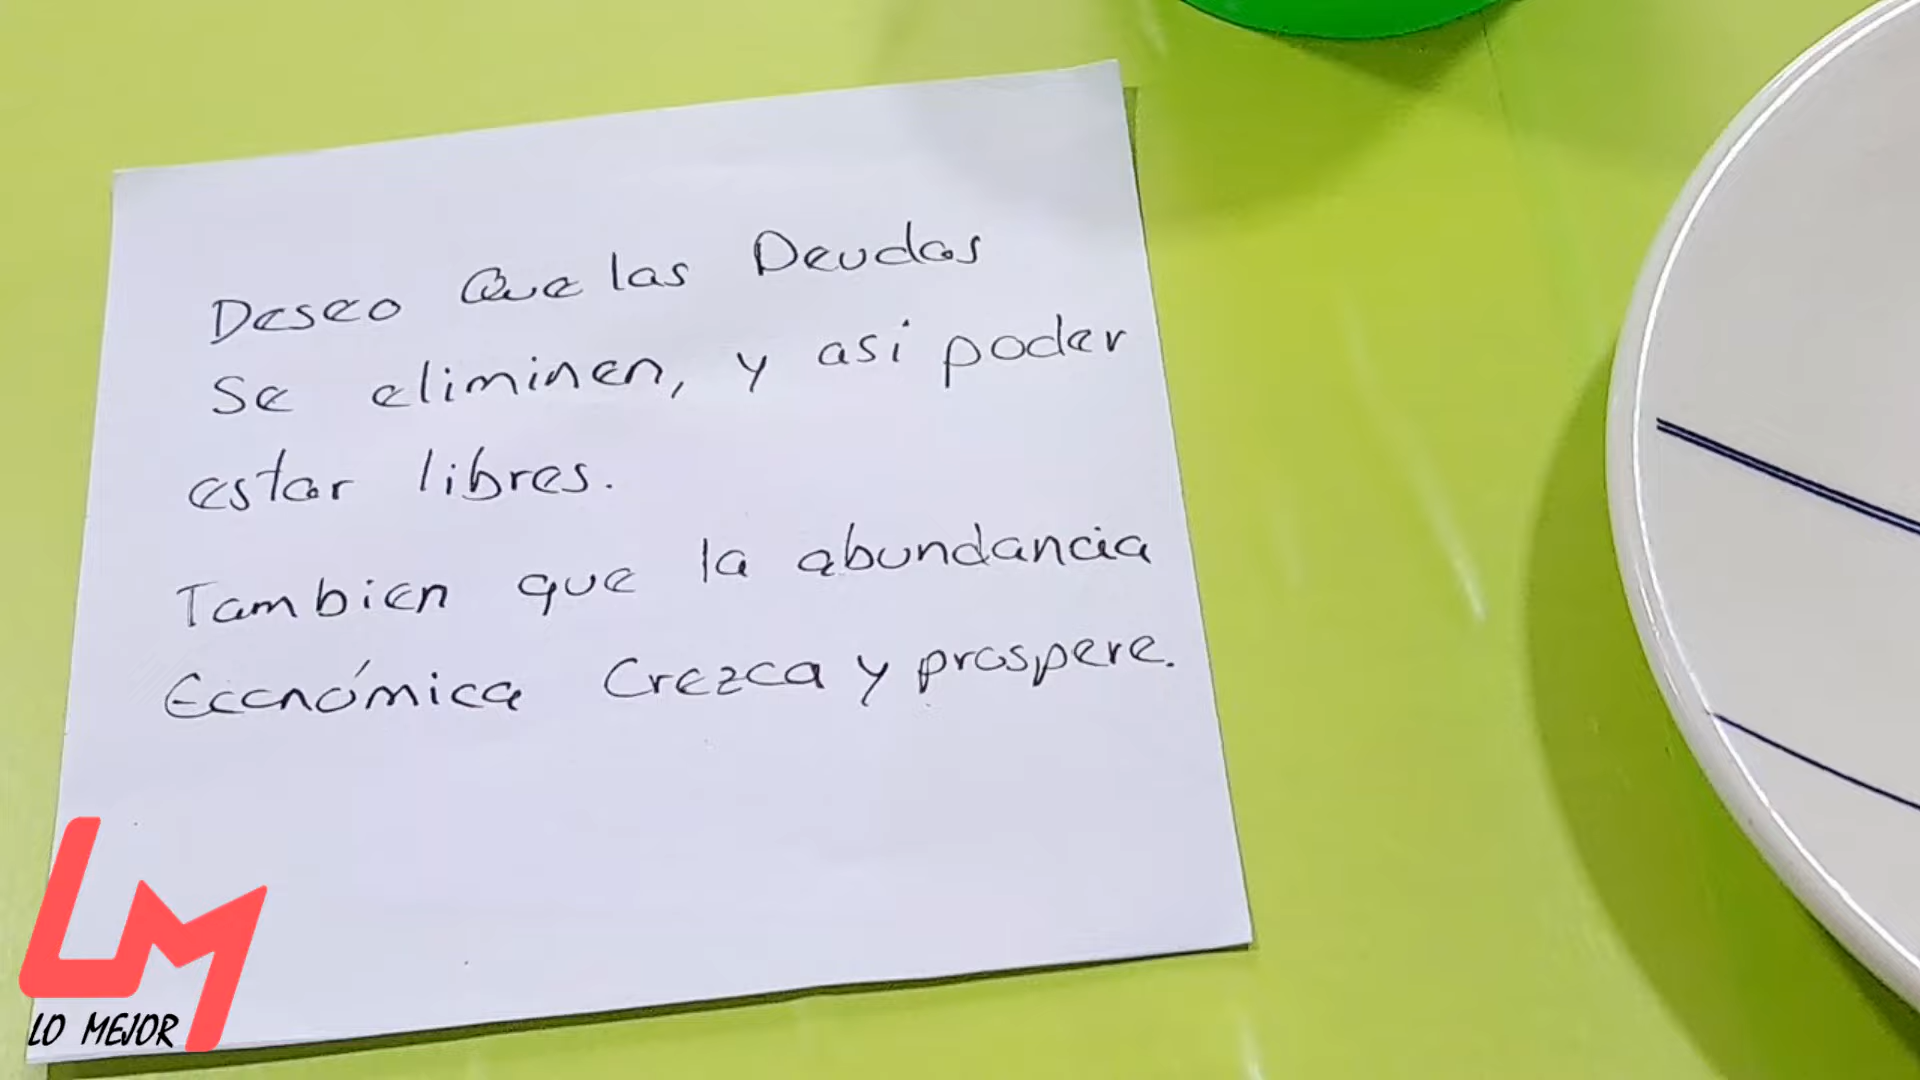 Deseo Que las Deudas
Se eliminen, y asi poder
estar libres.
Tambien que la abundancia
Económica Crezca y prospere.
LM
LO MEJOR